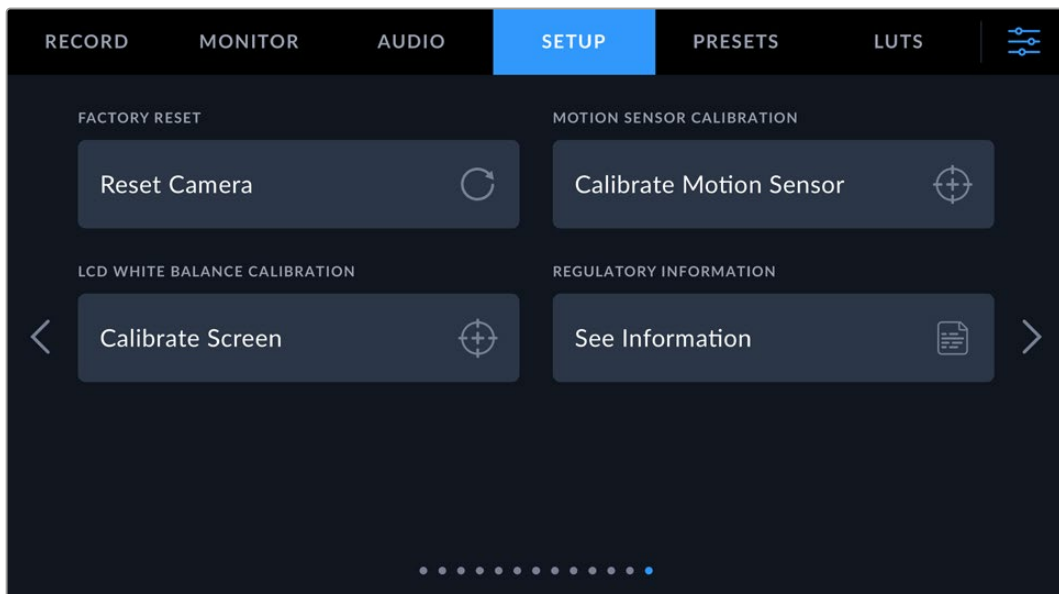 RECORD MONITOR AUDIO SETUP PRESETS LUTS
FACTORY RESET MOTION SENSOR CALIBRATION
Reset Camera Calibrate Motion Sensor
LCD WHITE BALANCE CALIBRATION REGULATORY INFORMATION
Calibrate Screen See Information